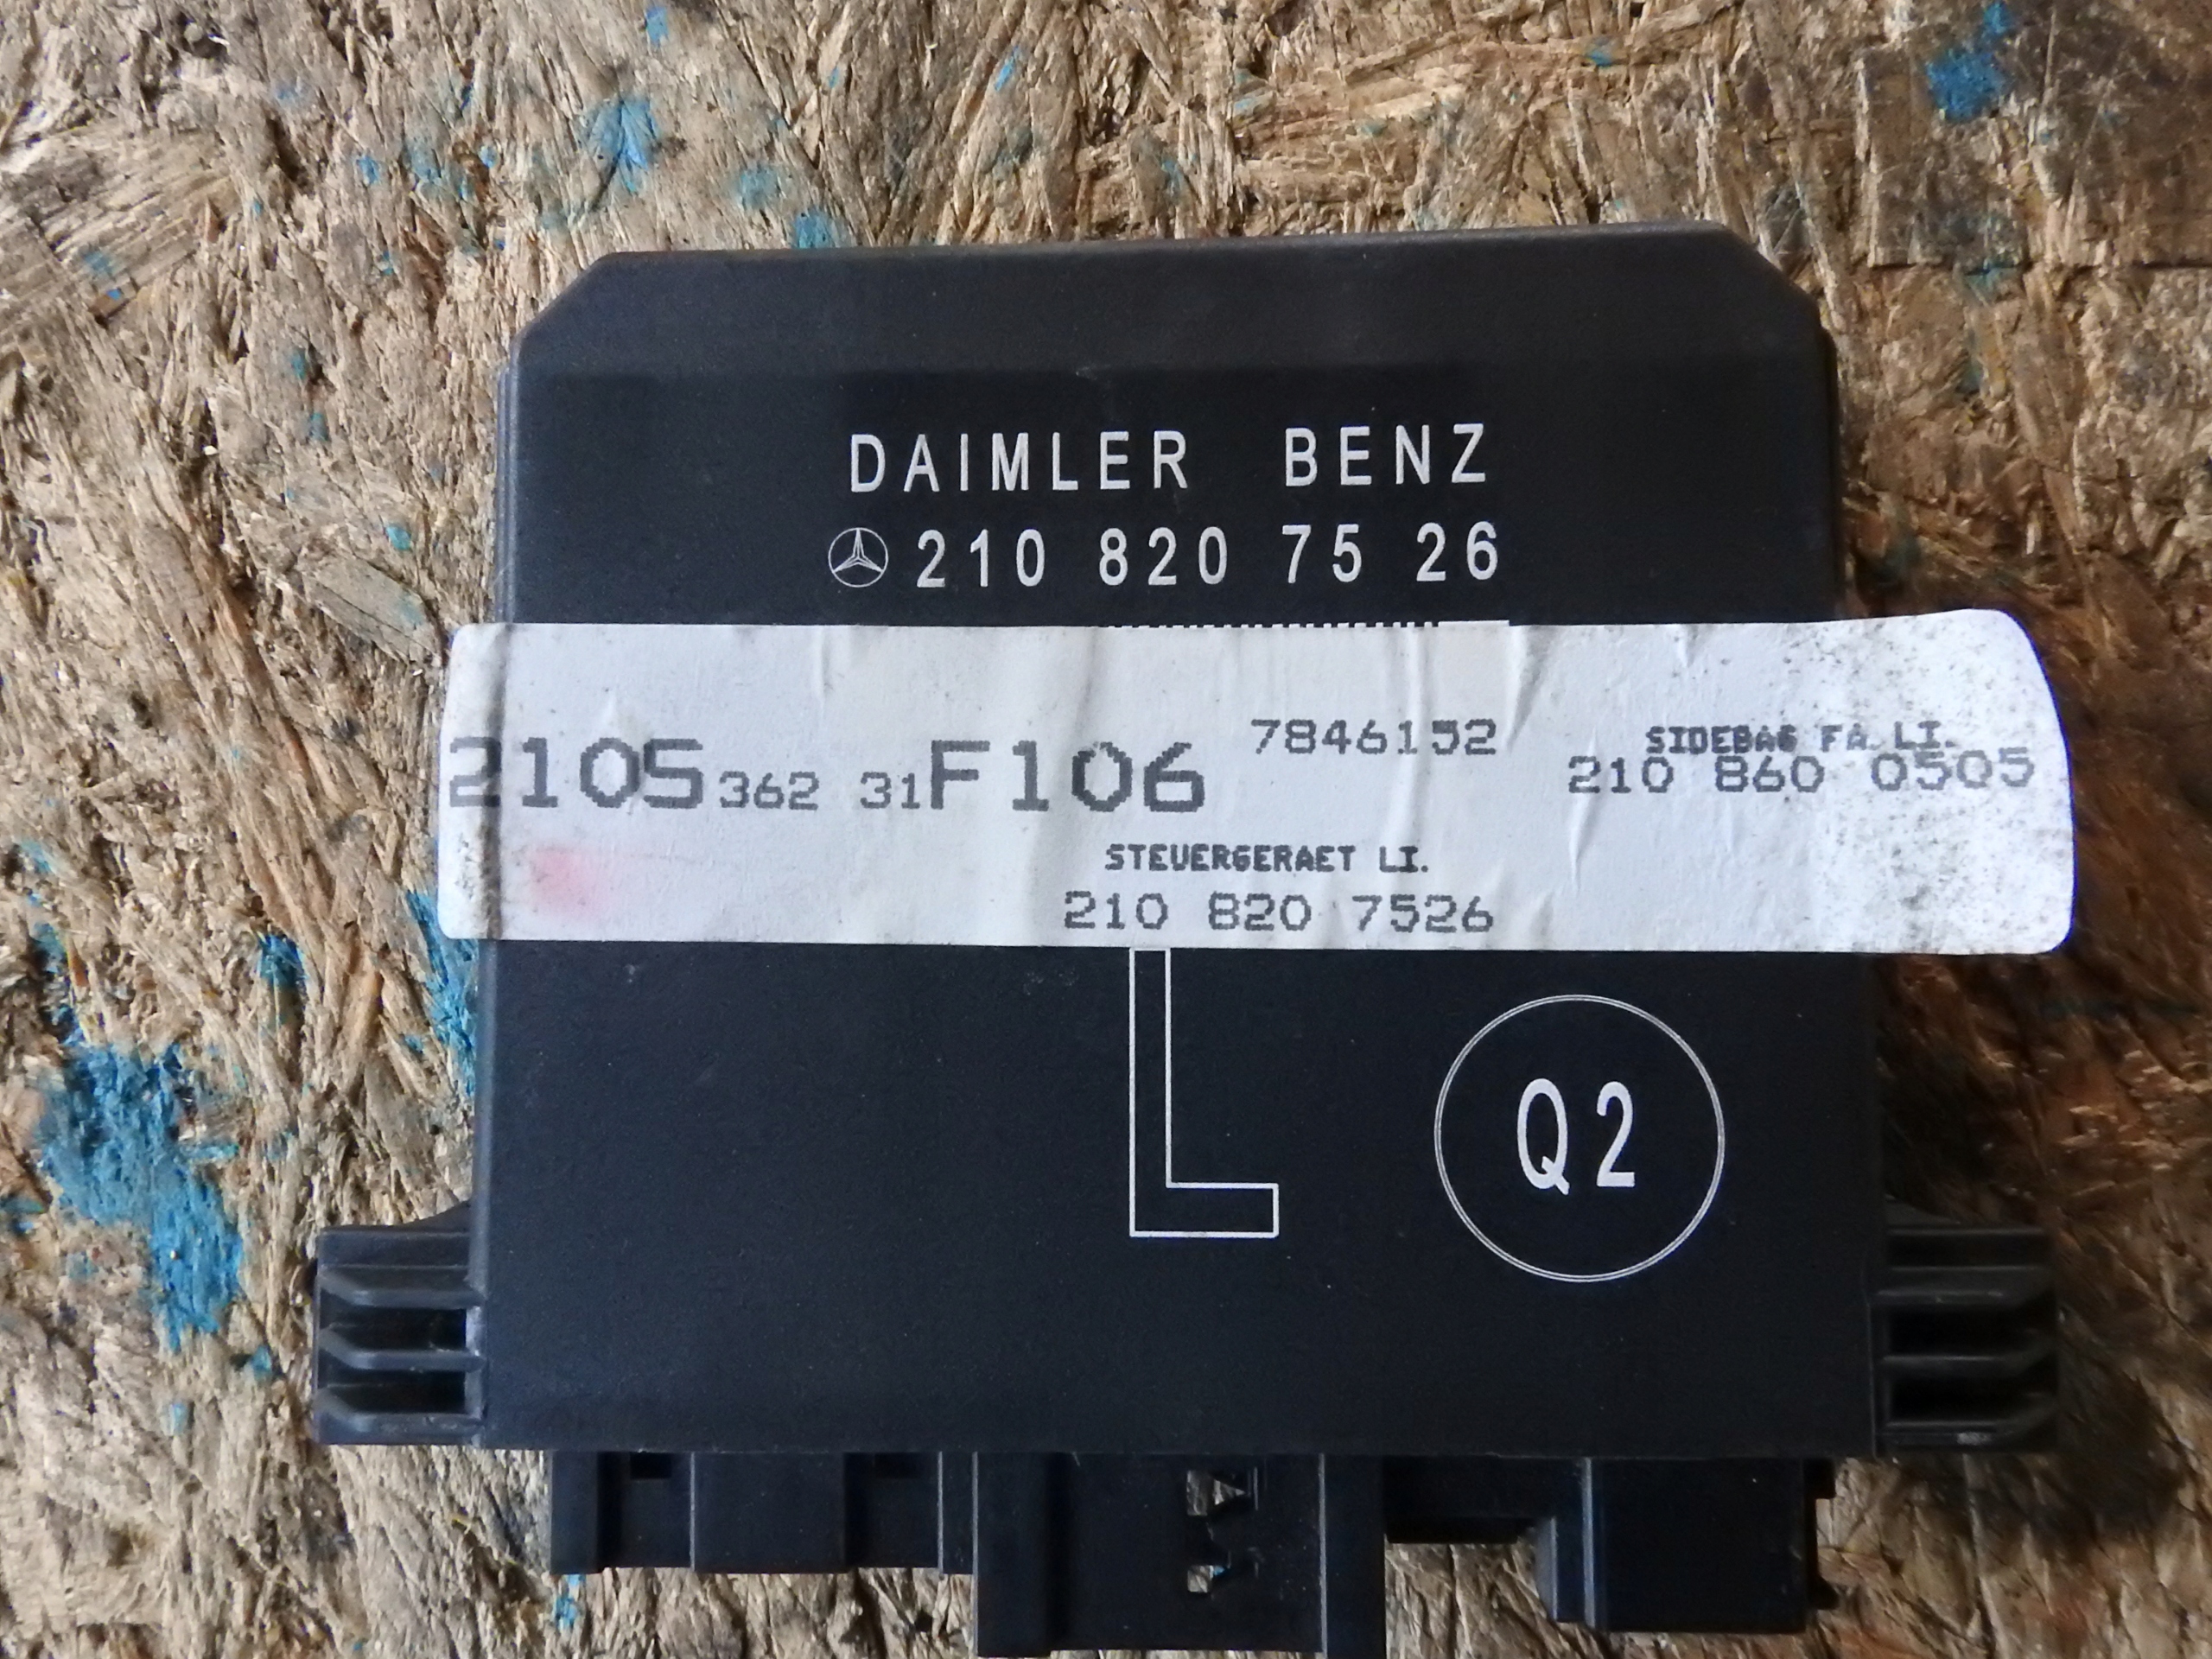 DAIMLER BENZ
210 820 75 26
7846152
SIDEBAG FA. LI.
210S 362 31 F106
210 860 0505
STEUERGERAET LI.
210 820 7526
L
Q2